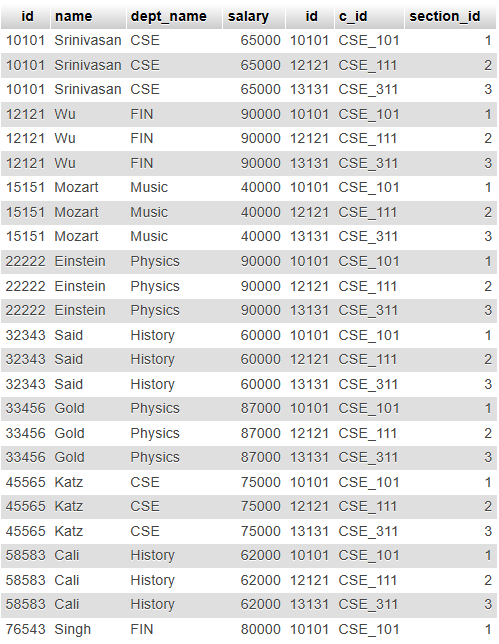 id name dept_name salary id c_id section_id
10101 Srinivasan CSE 65000 10101 CSE_101 1
10101 Srinivasan CSE 65000 12121 CSE_111 2
10101 Srinivasan CSE 65000 13131 CSE_311 3
12121 Wu FIN 90000 10101 CSE_101 1
12121 Wu FIN 90000 12121 CSE_111 2
12121 Wu FIN 90000 13131 CSE_311 3
15151 Mozart Music 40000 10101 CSE_101 1
15151 Mozart Music 40000 12121 CSE_111 2
15151 Mozart Music 40000 13131 CSE_311 3
22222 Einstein Physics 90000 10101 CSE_101 1
22222 Einstein Physics 90000 12121 CSE_111 2
22222 Einstein Physics 90000 13131 CSE_311 3
32343 Said History 60000 10101 CSE_101 1
32343 Said History 60000 12121 CSE_111 2
32343 Said History 60000 13131 CSE_311 3
33456 Gold Physics 87000 10101 CSE_101 1
33456 Gold Physics 87000 12121 CSE_111 2
33456 Gold Physics 87000 13131 CSE_311 3
45565 Katz CSE 75000 10101 CSE_101 1
45565 Katz CSE 75000 12121 CSE_111 2
45565 Katz CSE 75000 13131 CSE_311 3
58583 Cali History 62000 10101 CSE_101 1
58583 Cali History 62000 12121 CSE_111 2
58583 Cali History 62000 13131 CSE_311 3
76543 Singh FIN 80000 10101 CSE_101 1